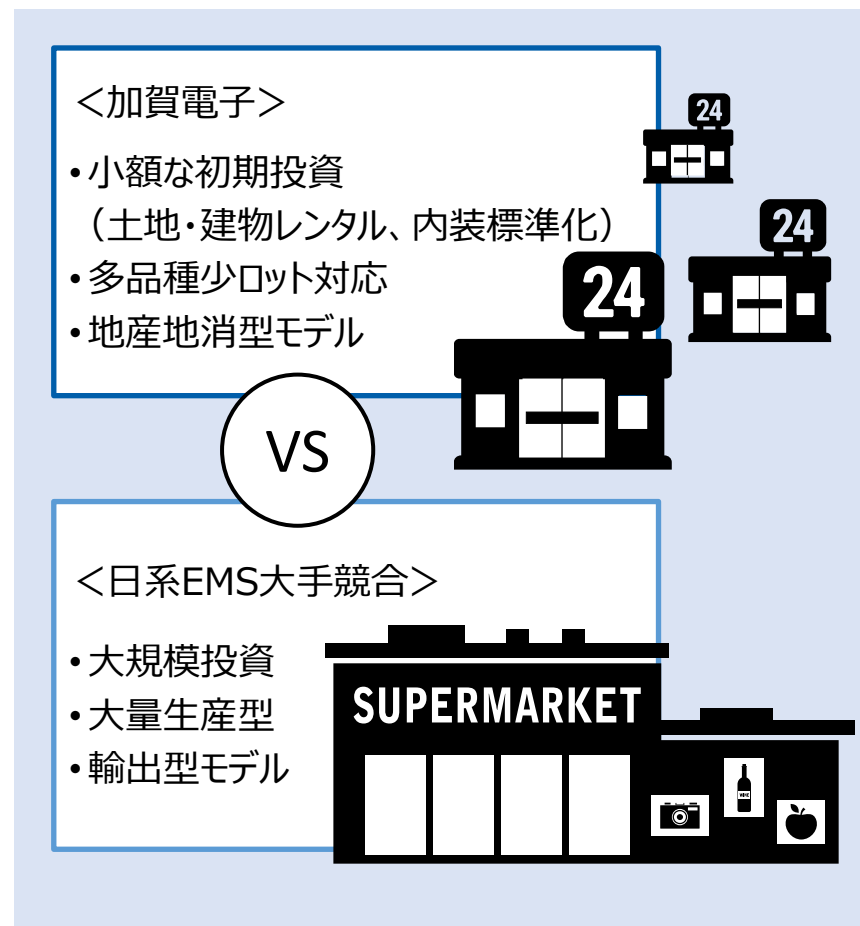 ＜加賀電子＞
•小額な初期投資
（土地・建物レンタル、内装標準化）
•多品種少ロット対応
•地産地消型モデル
24
24
24
VS
＜日系EMS大手競合＞
•大規模投資
•大量生産型
•輸出型モデル
SUPERMARKET
WINE